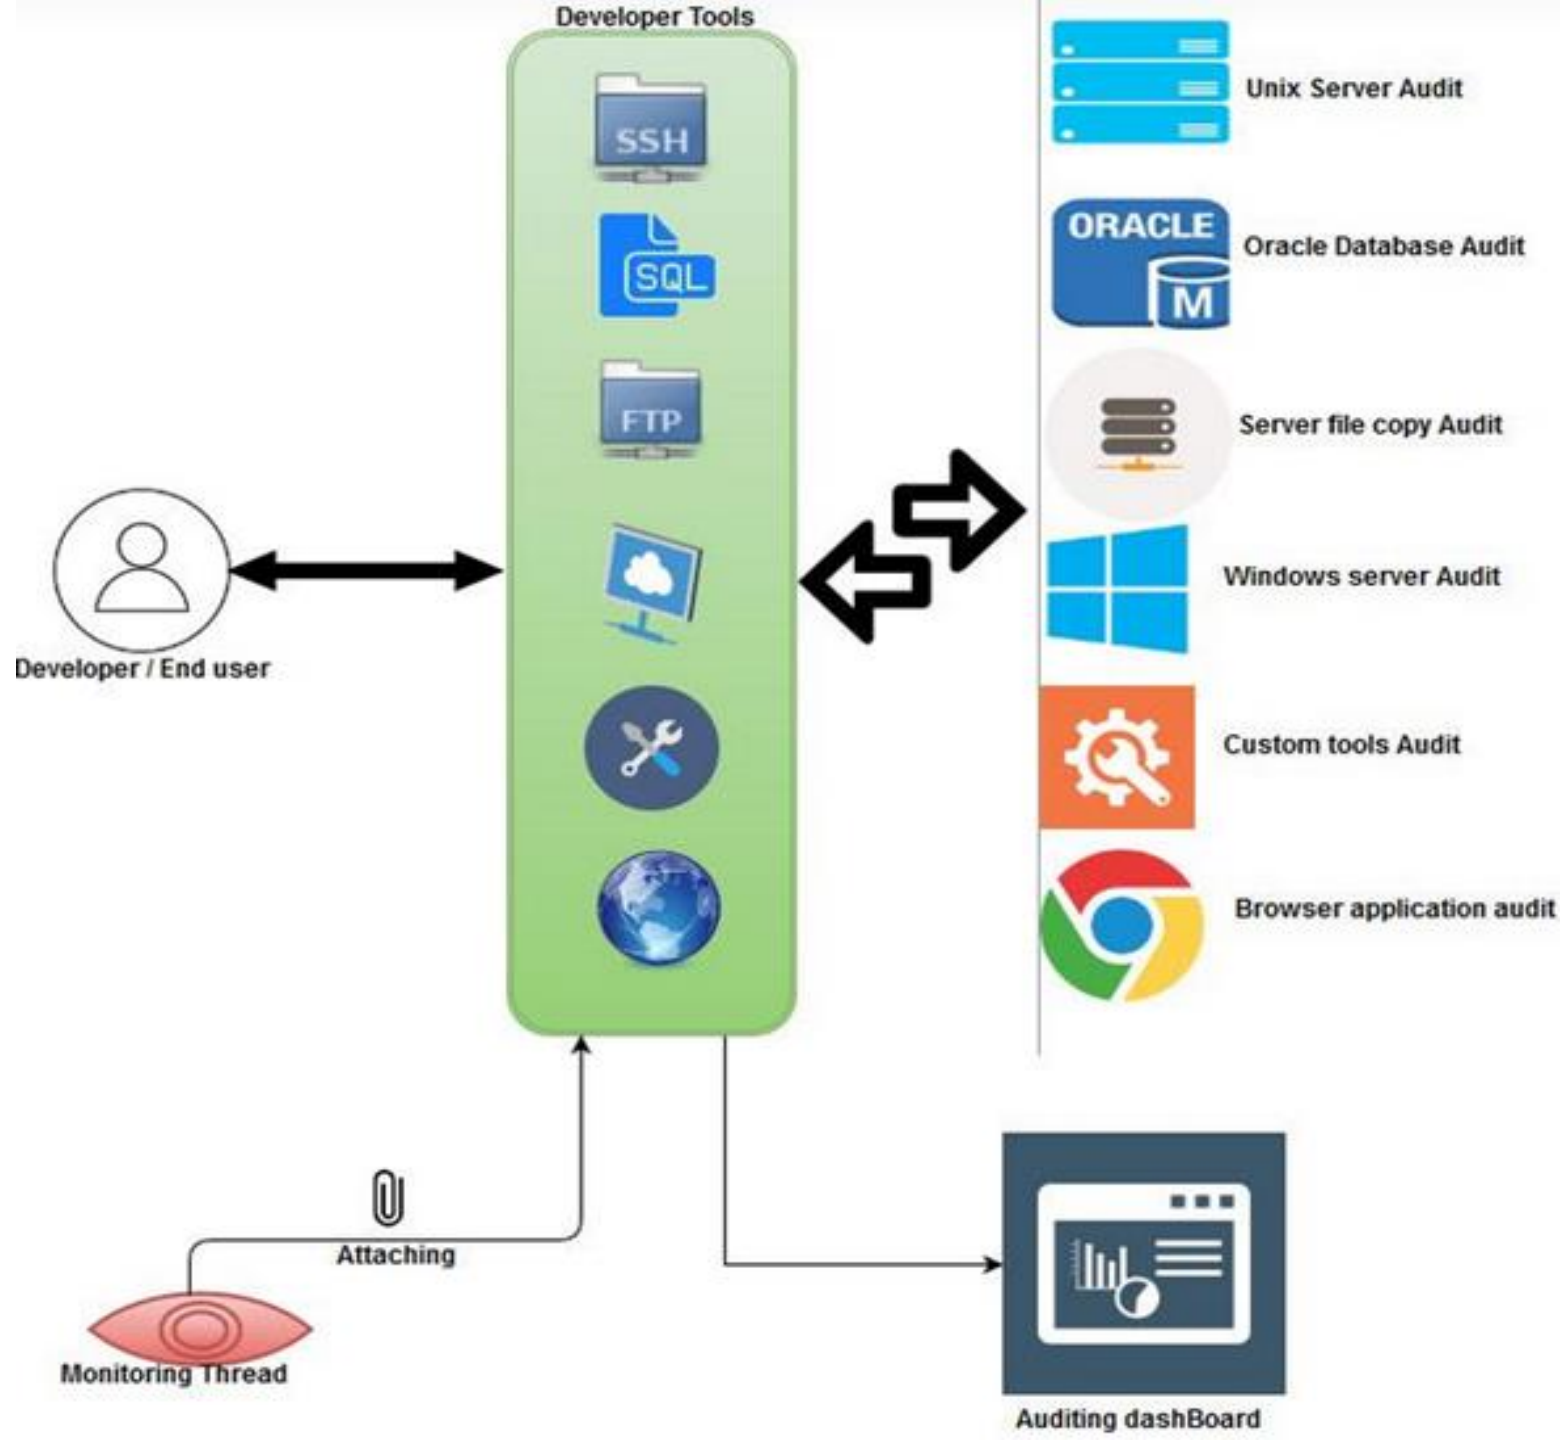 Developer Tools
SSH
SQL
FTP
Developer / End user
Unix Server Audit
ORACLE
M
Oracle Database Audit
Server file copy Audit
Windows server Audit
Custom tools Audit
Browser application audit
Attaching
Monitoring Thread
Auditing dashBoard